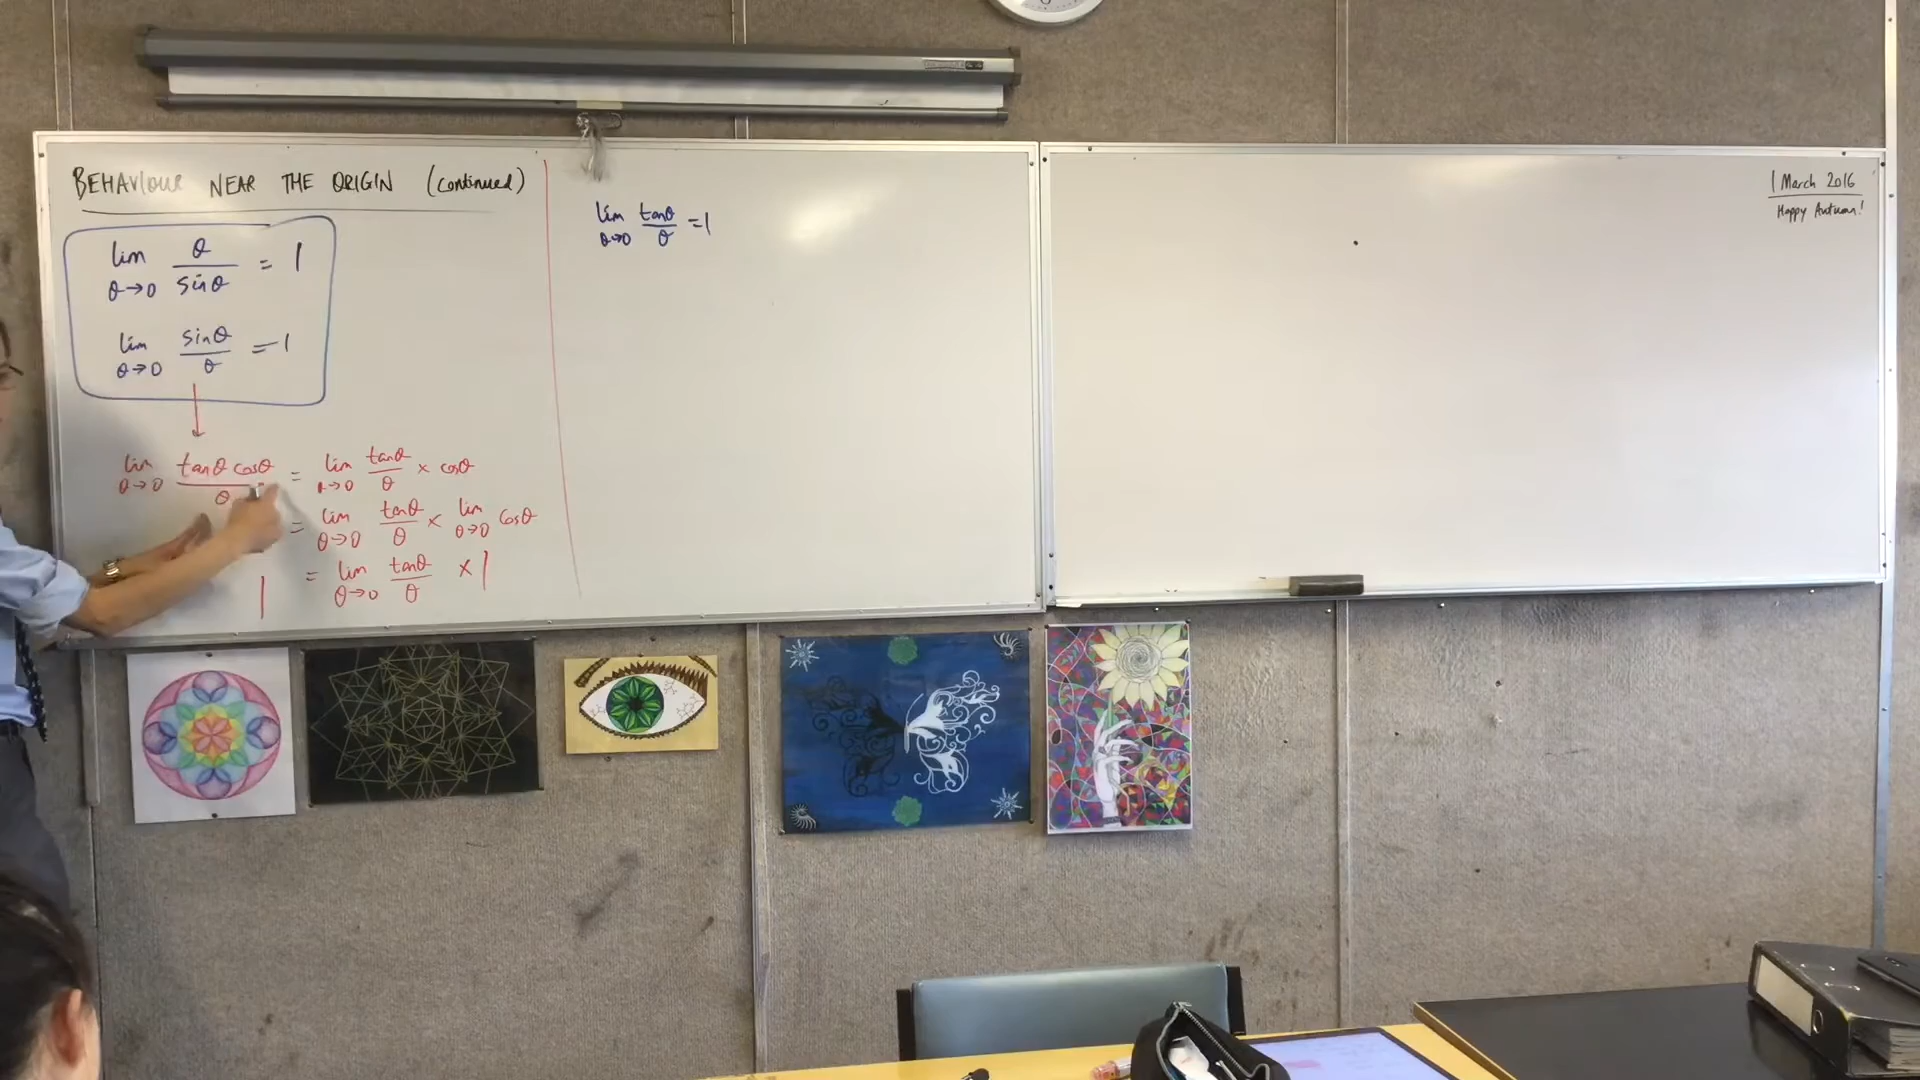 BEHAVIOUR NEAR THE ORIGIN (continued)
lim θ→0 θ/sinθ = 1
lim θ→0 sinθ/θ = 1
lim θ→0 tanθ cosθ/θ = lim θ→0 tanθ/θ × cosθ
= lim θ→0 tanθ/θ × lim θ→0 cosθ
1 = lim θ→0 tanθ/θ × 1
lim θ→0 tanθ/θ = 1
1 March 2016
Happy Autumn!